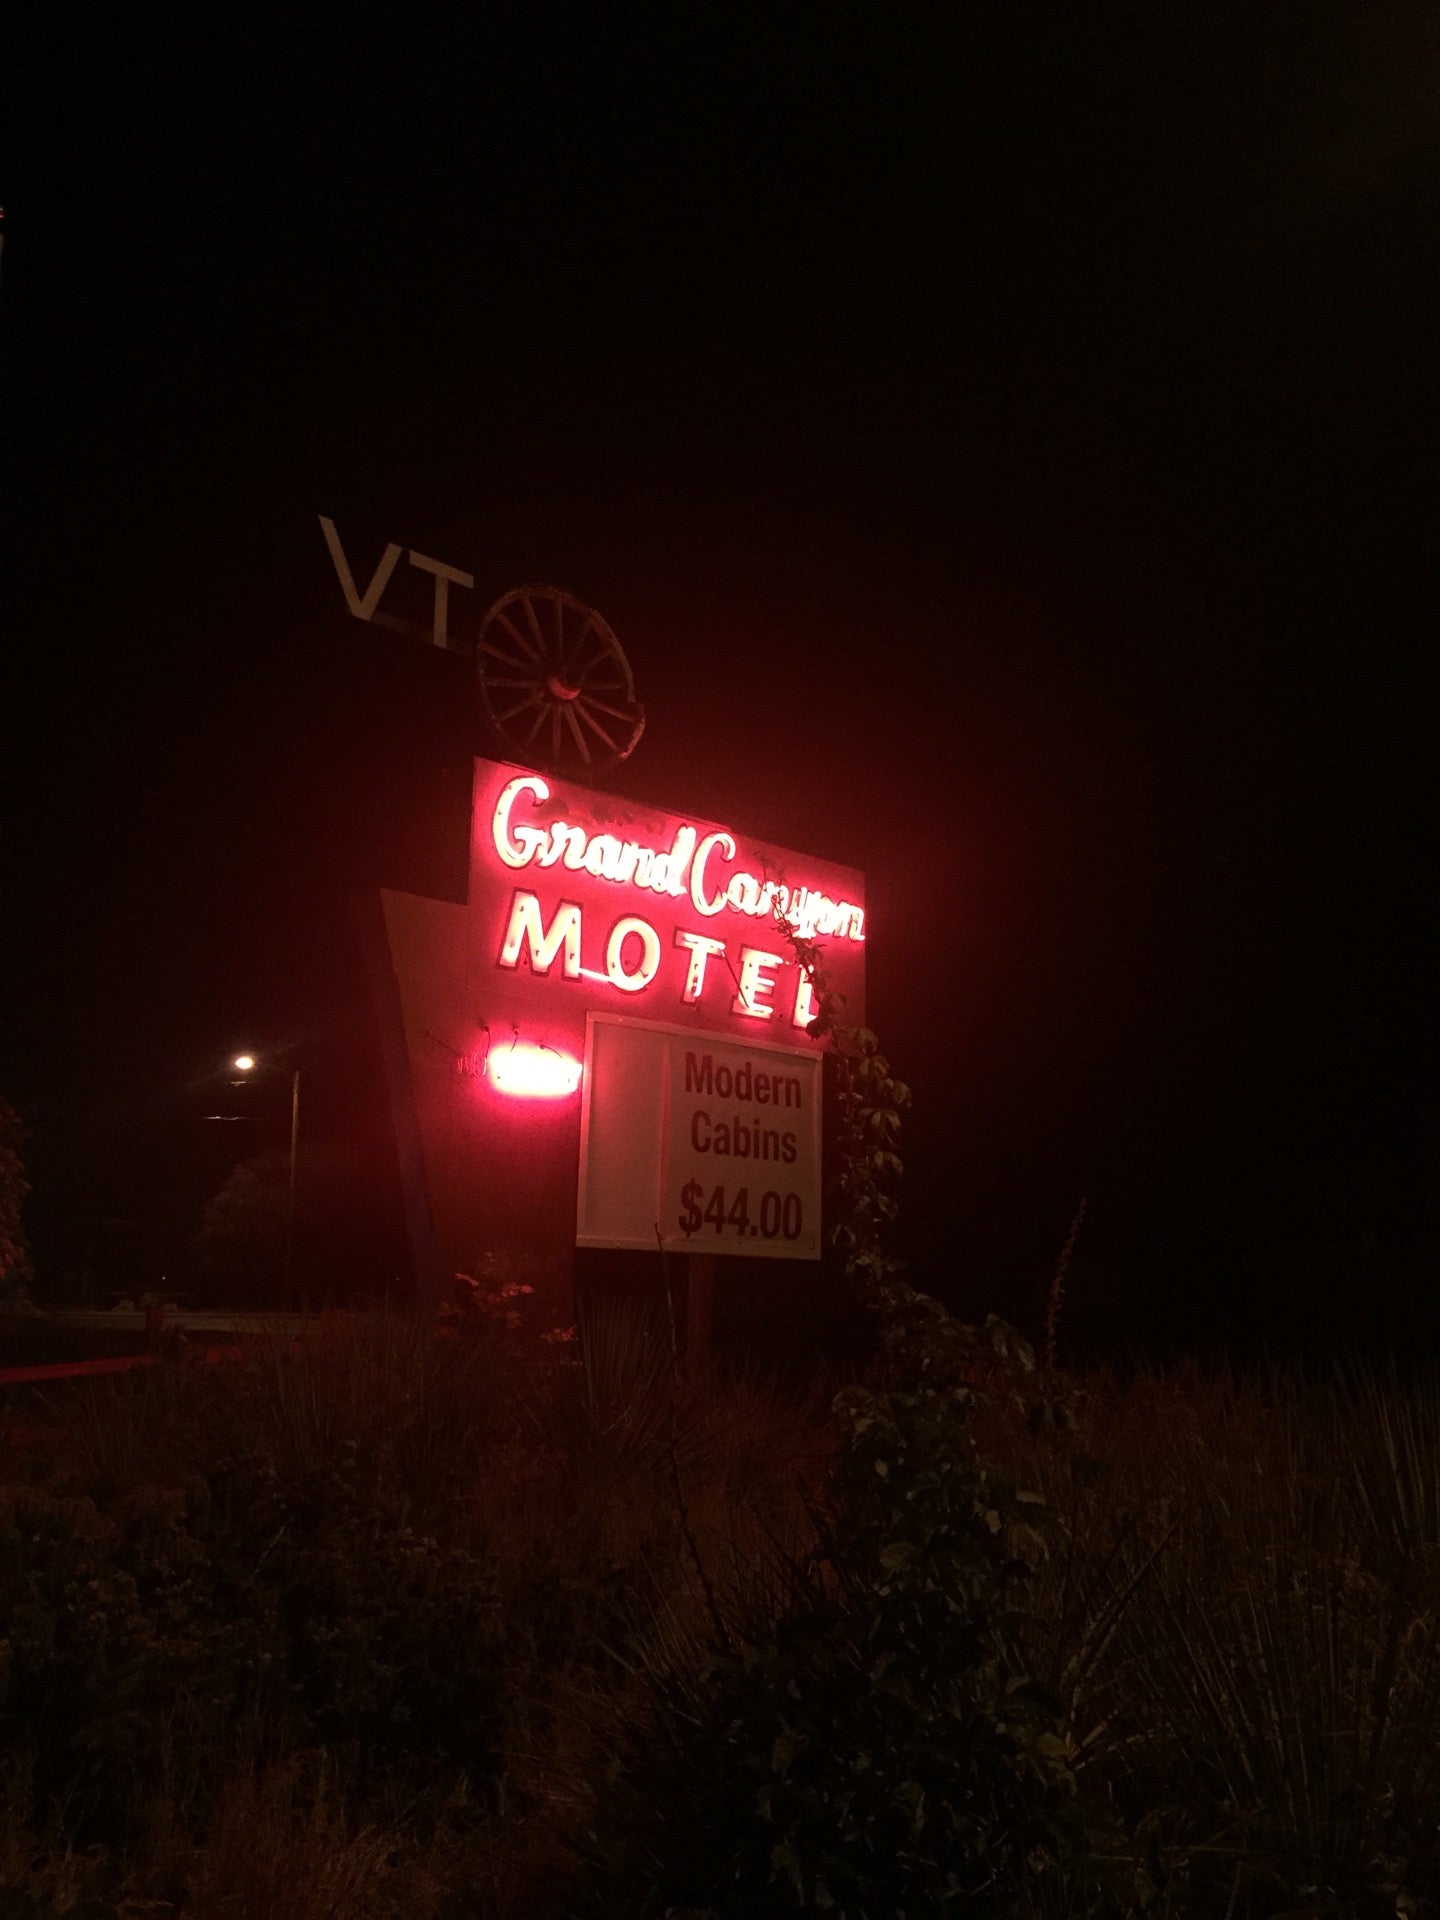 VT
Grand Canyon
MOTEL
Modern
Cabins
$44.00